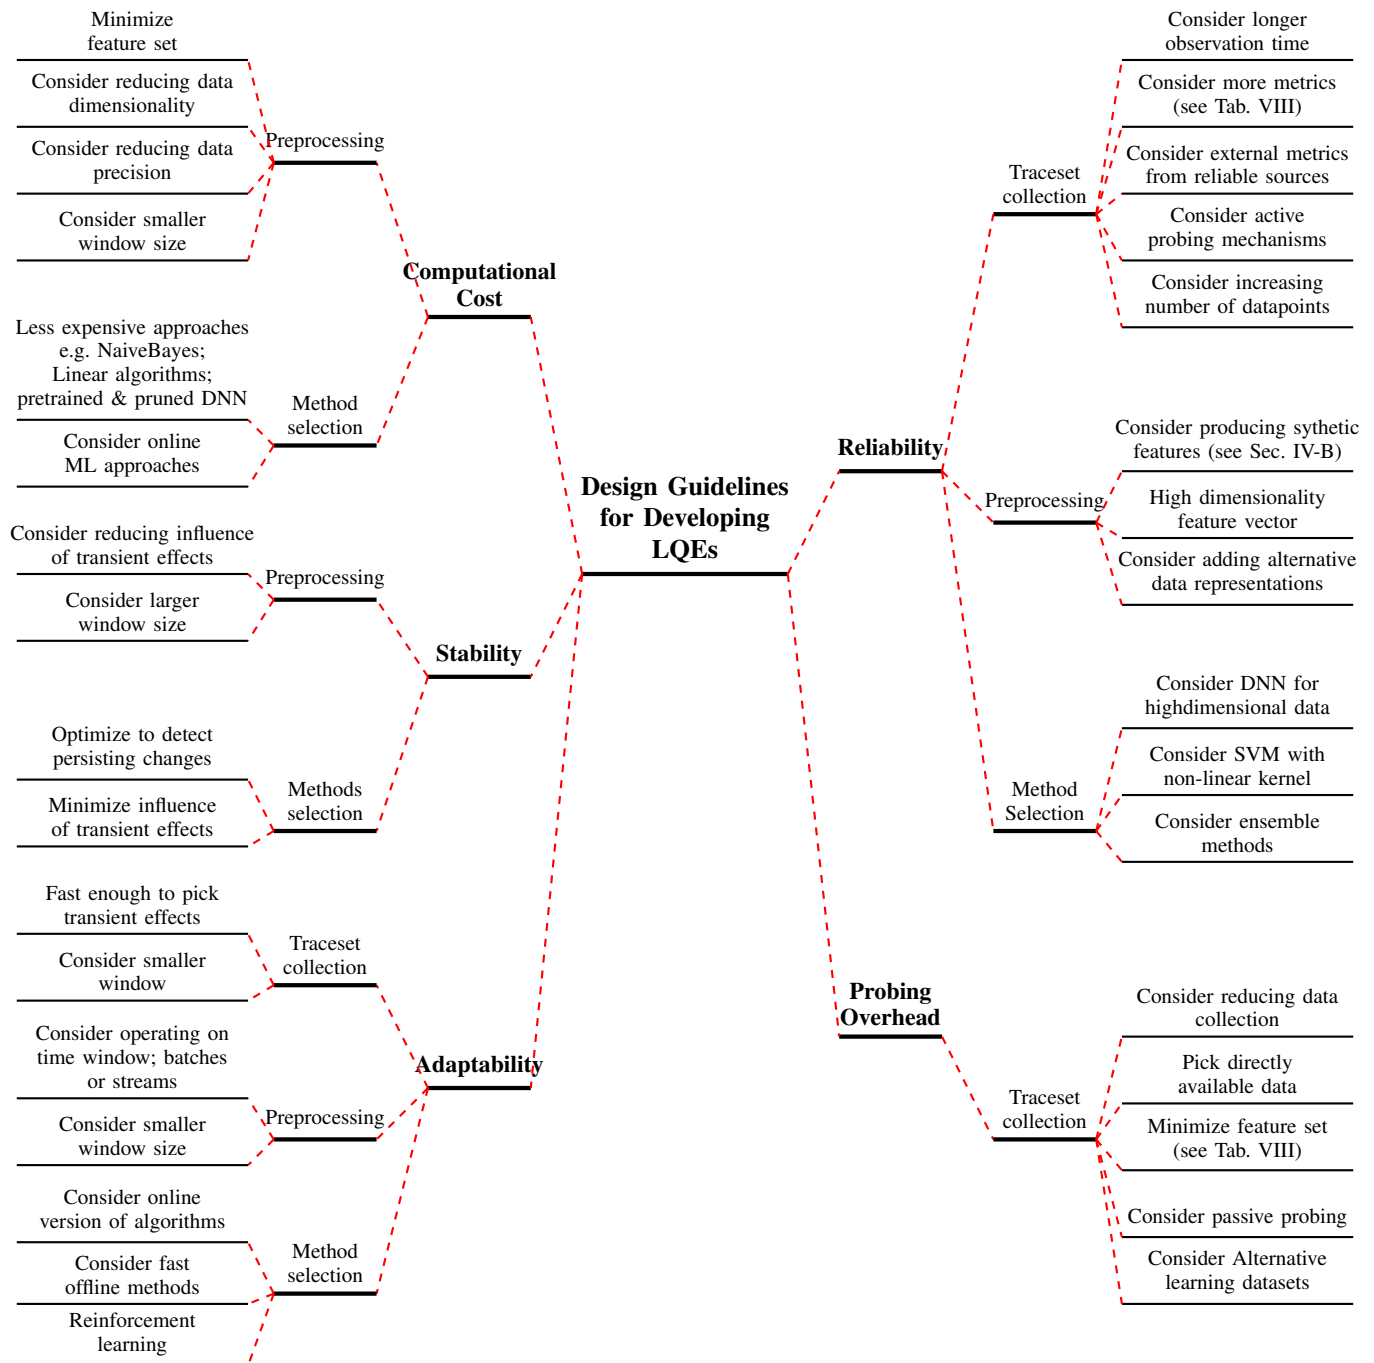 Minimize
feature set
Consider reducing data
dimensionality
Consider reducing data
precision
Consider smaller
window size
Preprocessing
Less expensive approaches
e.g. NaiveBayes;
Linear algorithms;
pretrained & pruned DNN
Consider online
ML approaches
Method
selection
Computational
Cost
Consider reducing influence
of transient effects
Consider larger
window size
Preprocessing
Optimize to detect
persisting changes
Minimize influence
of transient effects
Methods
selection
Stability
Fast enough to pick
transient effects
Consider smaller
window
Traceset
collection
Consider operating on
time window; batches
or streams
Consider smaller
window size
Preprocessing
Consider online
version of algorithms
Consider fast
offline methods
Reinforcement
learning
Method
selection
Adaptability
Design Guidelines
for Developing
LQEs
Reliability
Traceset
collection
Consider longer
observation time
Consider more metrics
(see Tab. VIII)
Consider external metrics
from reliable sources
Consider active
probing mechanisms
Consider increasing
number of datapoints
Preprocessing
Consider producing sythetic
features (see Sec. IV-B)
High dimensionality
feature vector
Consider adding alternative
data representations
Method
Selection
Consider DNN for
highdimensional data
Consider SVM with
non-linear kernel
Consider ensemble
methods
Probing
Overhead
Traceset
collection
Consider reducing data
collection
Pick directly
available data
Minimize feature set
(see Tab. VIII)
Consider passive probing
Consider Alternative
learning datasets